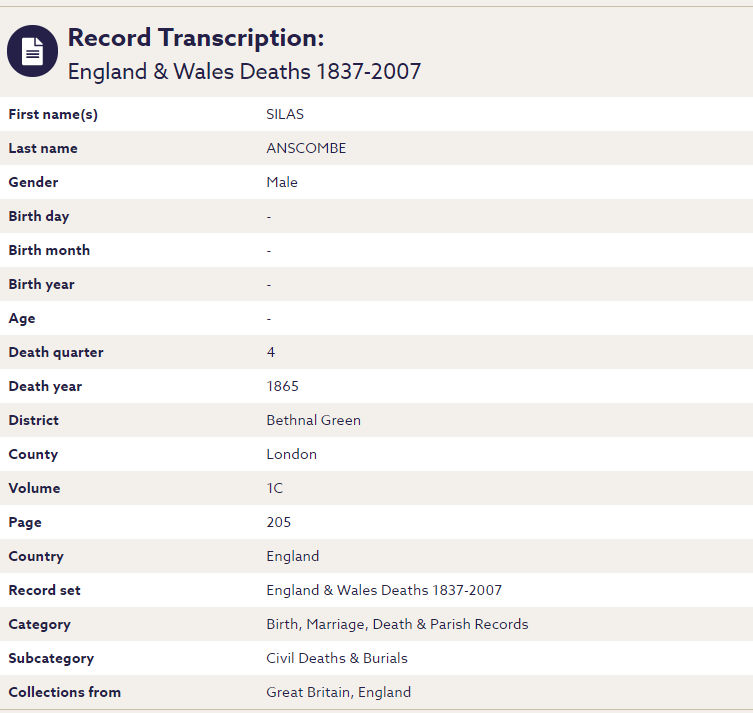 Record Transcription:
England & Wales Deaths 1837-2007
First name(s) SILAS
Last name ANSCOMBE
Gender Male
Birth day -
Birth month -
Birth year -
Age -
Death quarter 4
Death year 1865
District Bethnal Green
County London
Volume 1C
Page 205
Country England
Record set England & Wales Deaths 1837-2007
Category Birth, Marriage, Death & Parish Records
Subcategory Civil Deaths & Burials
Collections from Great Britain, England